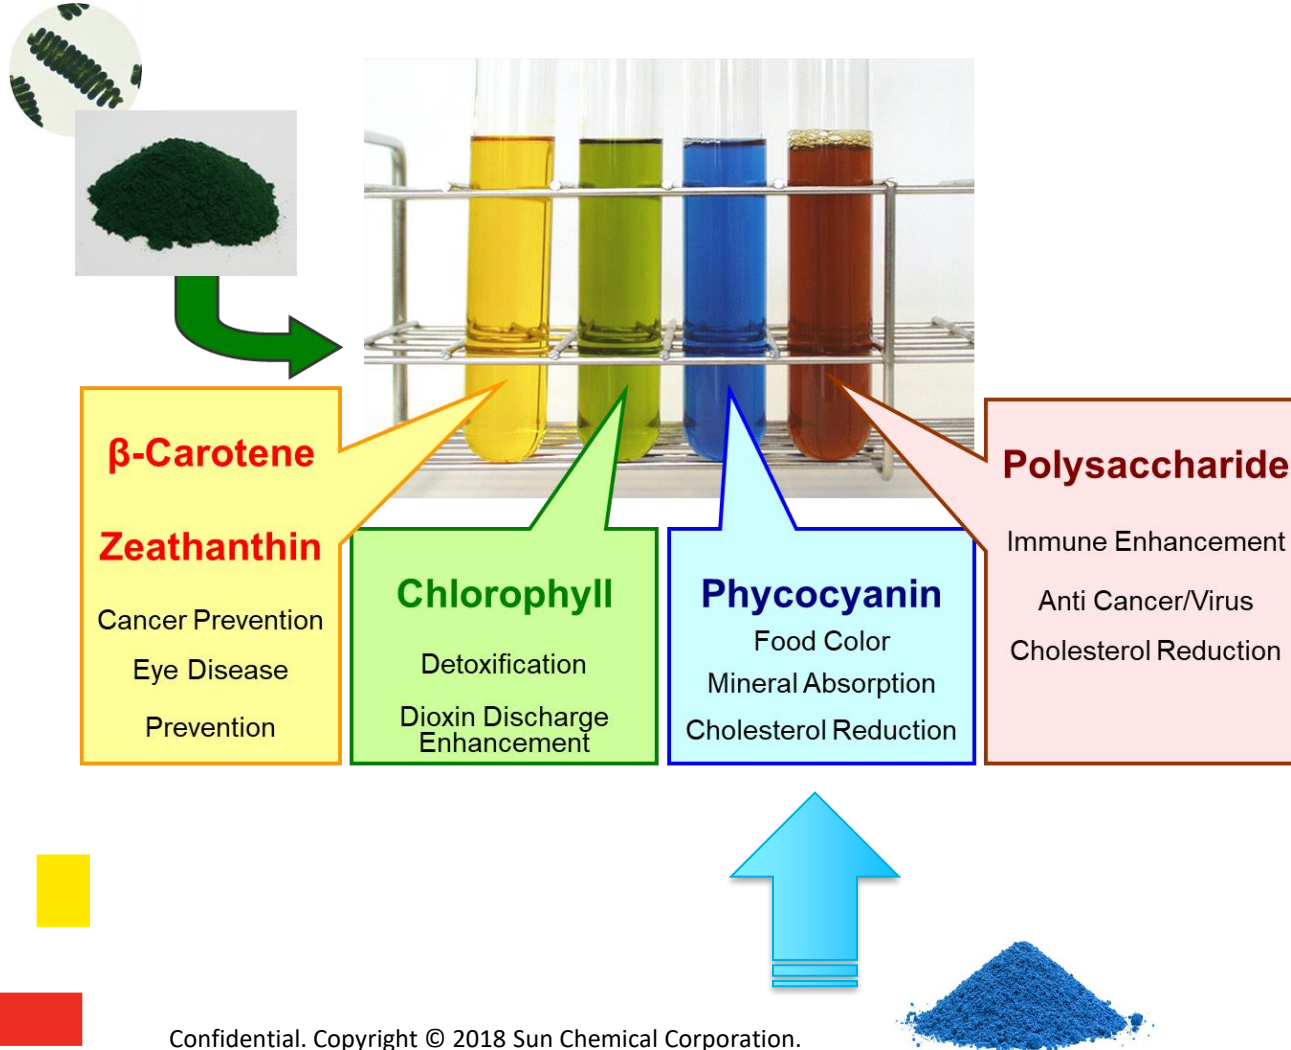 β-Carotene
Zeathanthin
Cancer Prevention
Eye Disease
Prevention
Chlorophyll
Detoxification
Dioxin Discharge
Enhancement
Phycocyanin
Food Color
Mineral Absorption
Cholesterol Reduction
Polysaccharide
Immune Enhancement
Anti Cancer/Virus
Cholesterol Reduction
Confidential. Copyright © 2018 Sun Chemical Corporation.